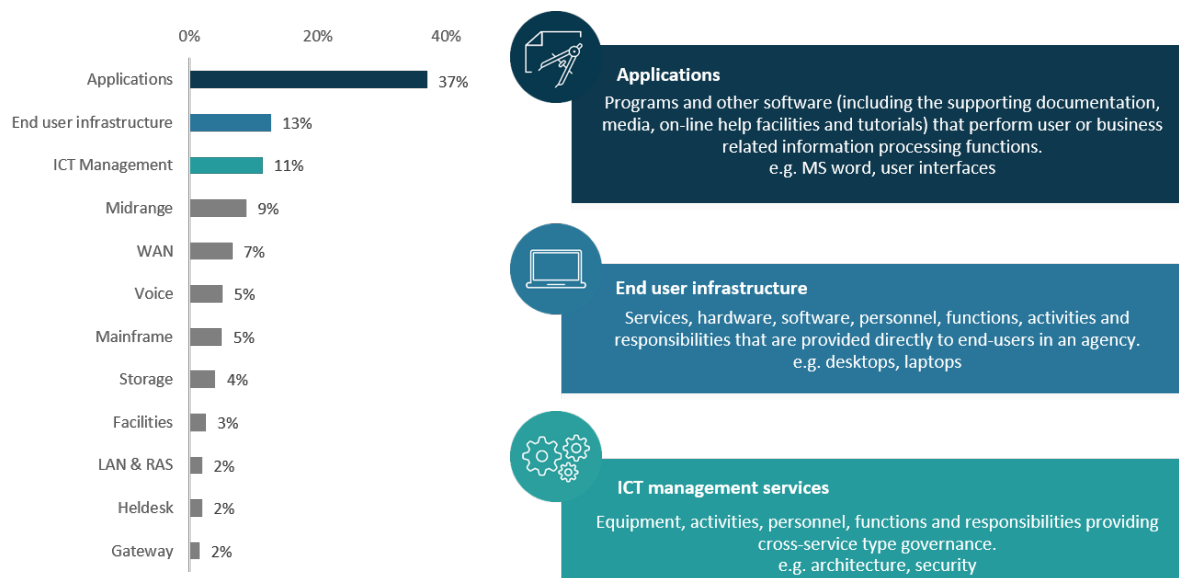 0% 20% 40%
Applications 37%
End user infrastructure 13%
ICT Management 11%
Midrange 9%
WAN 7%
Voice 5%
Mainframe 5%
Storage 4%
Facilities 3%
LAN & RAS 2%
Heldesk 2%
Gateway 2%
Applications
Programs and other software (including the supporting documentation,
media, on-line help facilities and tutorials) that perform user or business
related information processing functions.
e.g. MS word, user interfaces
End user infrastructure
Services, hardware, software, personnel, functions, activities and
responsibilities that are provided directly to end-users in an agency.
e.g. desktops, laptops
ICT management services
Equipment, activities, personnel, functions and responsibilities providing
cross-service type governance.
e.g. architecture, security